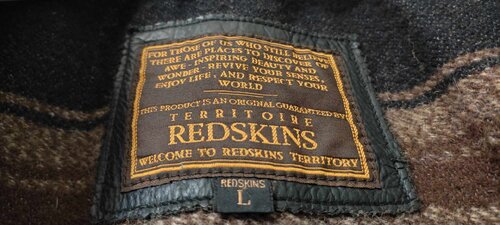 FOR THOSE OF US WHO STILL BELIEVE
THERE ARE PLACES TO DISCOVER OF
AWE - INSPIRING BEAUTY AND
WONDER - REVIVE YOUR SENSES,
ENJOY LIFE, AND RESPECT YOUR
WORLD
THIS PRODUCT IS AN ORIGINAL GUARANTEED BY
TERRITOIRE
REDSKINS
WELCOME TO REDSKINS TERRITORY
REDSKINS
L